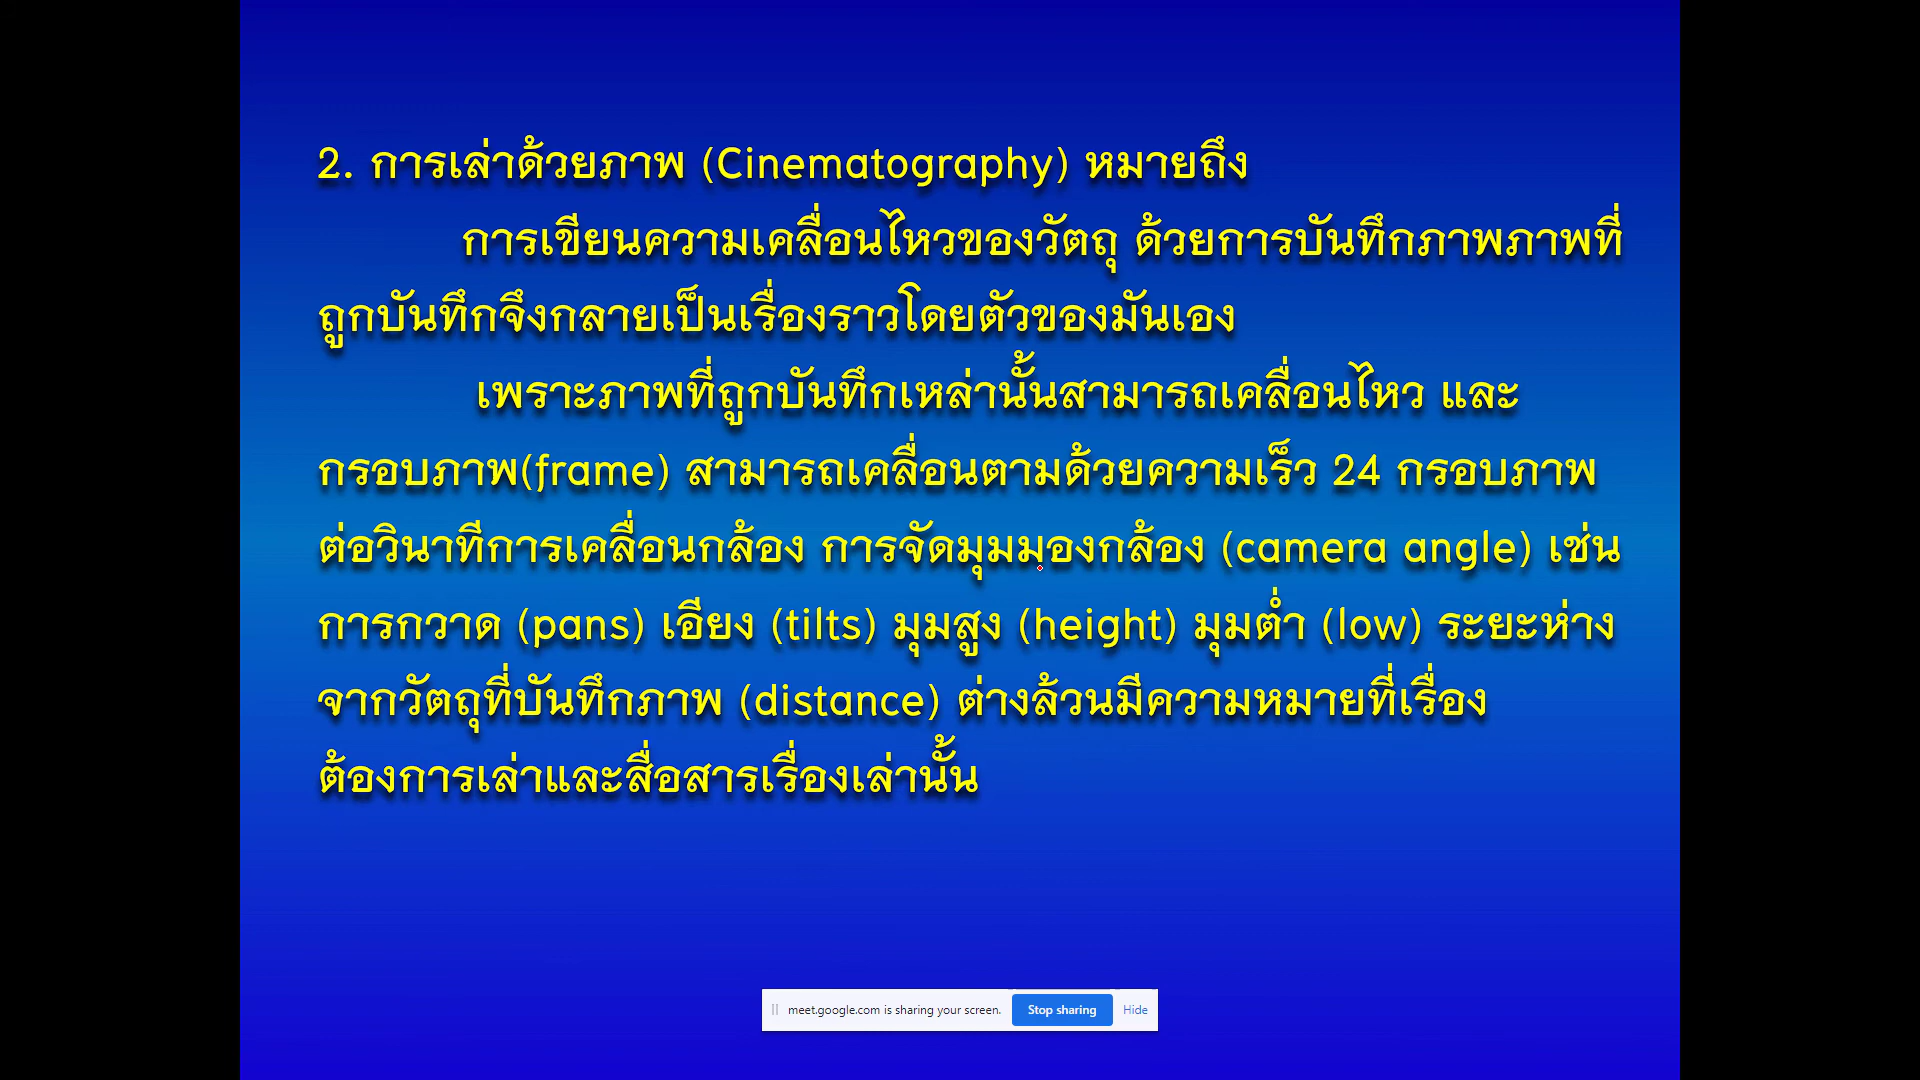 2. การเล่าด้วยภาพ (Cinematography) หมายถึง
การเขียนความเคลื่อนไหวของวัตถุ ด้วยการบันทึกภาพภาพที่
ถูกบันทึกจึงกลายเป็นเรื่องราวโดยตัวของมันเอง
เพราะภาพที่ถูกบันทึกเหล่านั้นสามารถเคลื่อนไหว และ
กรอบภาพ(frame) สามารถเคลื่อนตามด้วยความเร็ว 24 กรอบภาพ
ต่อวินาทีการเคลื่อนกล้อง การจัดมุมมองกล้อง (camera angle) เช่น
การกวาด (pans) เอียง (tilts) มุมสูง (height) มุมต่ำ (low) ระยะห่าง
จากวัตถุที่บันทึกภาพ (distance) ต่างล้วนมีความหมายที่เรื่อง
ต้องการเล่าและสื่อสารเรื่องเล่านั้น
meet.google.com is sharing your screen. Stop sharing Hide